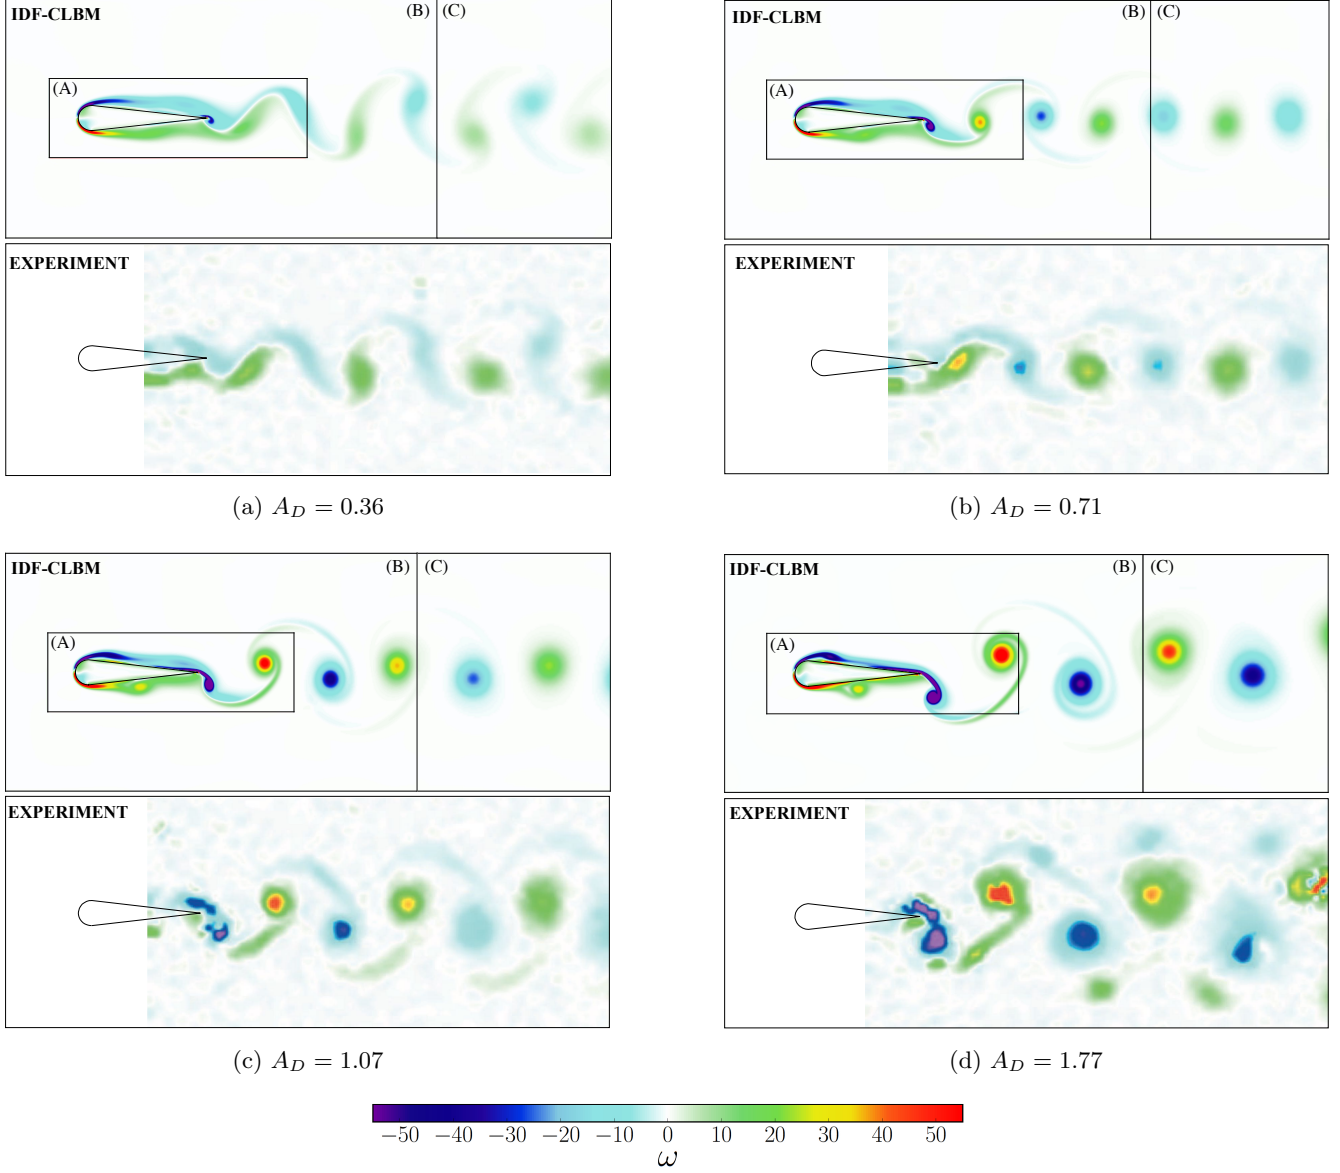 IDF-CLBM
(A)
(B)
(C)
EXPERIMENT
(a) A_D = 0.36
IDF-CLBM
(A)
(B)
(C)
EXPERIMENT
(b) A_D = 0.71
IDF-CLBM
(A)
(B)
(C)
EXPERIMENT
(c) A_D = 1.07
IDF-CLBM
(A)
(B)
(C)
EXPERIMENT
(d) A_D = 1.77
−50 −40 −30 −20 −10 0 10 20 30 40 50
ω